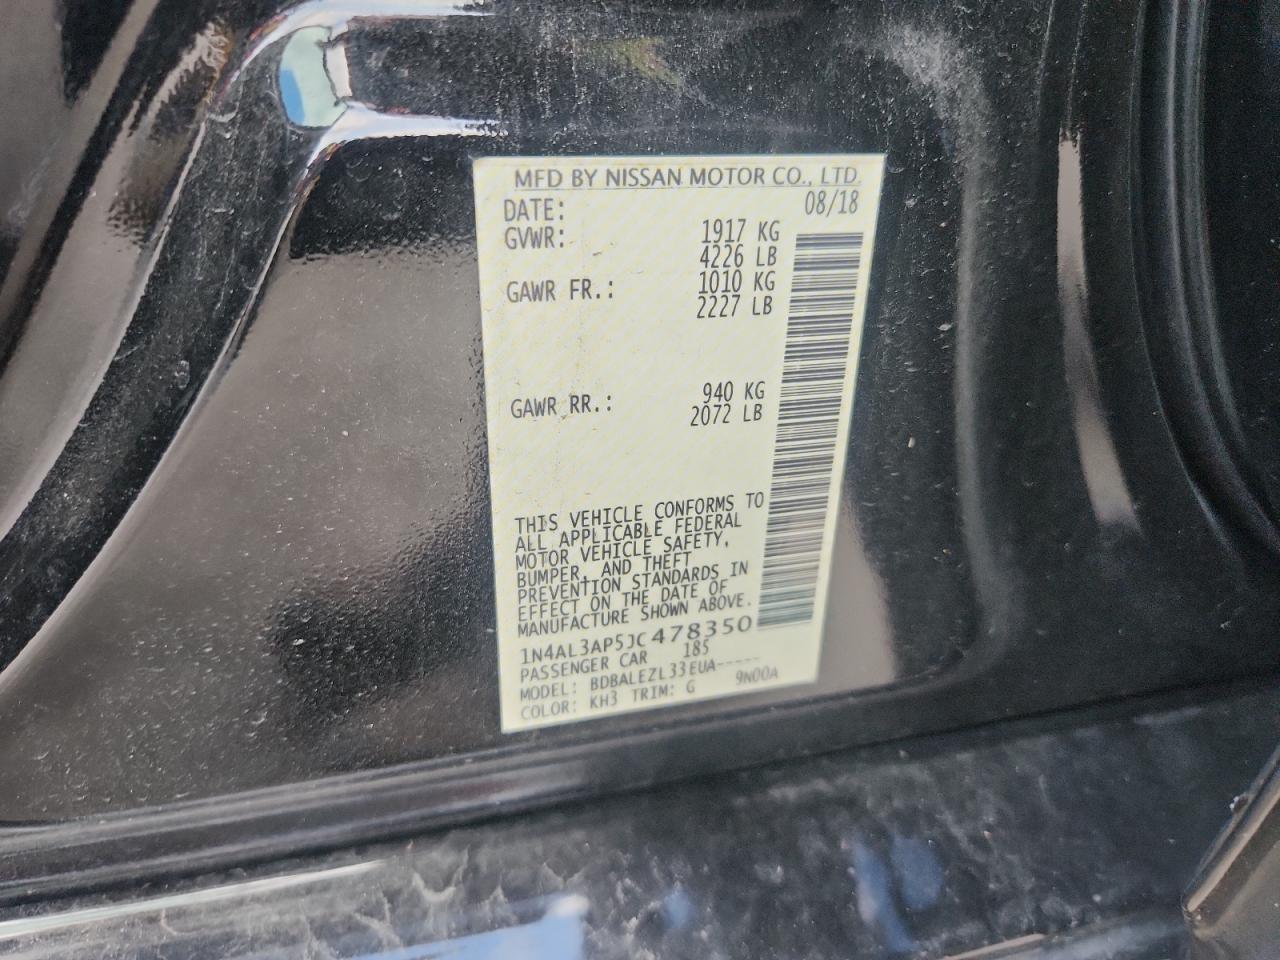 MFD BY NISSAN MOTOR CO., LTD.
DATE: 08/18
GVWR: 1917 KG
4226 LB
GAWR FR.: 1010 KG
2227 LB
GAWR RR.: 940 KG
2072 LB
THIS VEHICLE CONFORMS TO
ALL APPLICABLE FEDERAL
MOTOR VEHICLE SAFETY,
BUMPER, AND THEFT
PREVENTION STANDARDS IN
EFFECT ON THE DATE OF
MANUFACTURE SHOWN ABOVE.
1N4AL3AP5JC478350
PASSENGER CAR 185
MODEL: BDBALEZL33EUA-----
COLOR: KH3 TRIM: G 9N00A